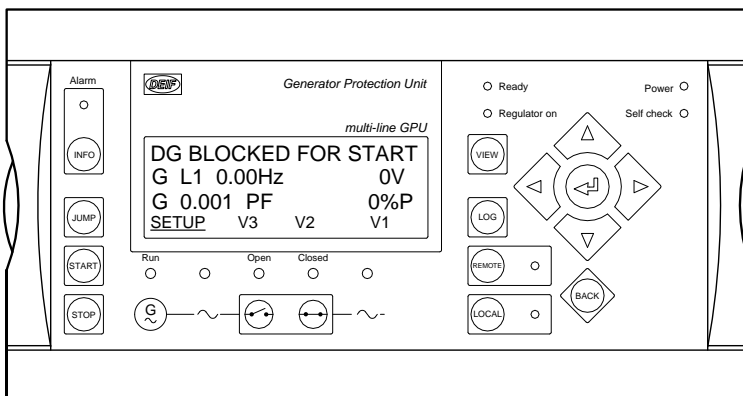 Alarm
INFO
JUMP
START
STOP
DEIF
Generator Protection Unit
multi-line GPU
DG BLOCKED FOR START
G L1 0.00Hz 0V
G 0.001 PF 0%P
SETUP V3 V2 V1
Run Open Closed
G
Ready
Regulator on
Power
Self check
VIEW
LOG
REMOTE
LOCAL
BACK